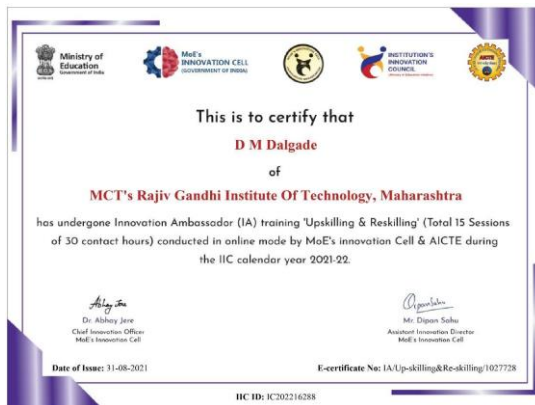 Ministry of
Education
Government of India
MoE's
INNOVATION CELL
(GOVERNMENT OF INDIA)
INSTITUTION'S
INNOVATION
COUNCIL
AICTE
This is to certify that
D M Dalgade
of
MCT's Rajiv Gandhi Institute Of Technology, Maharashtra
has undergone Innovation Ambassador (IA) training 'Upskilling & Reskilling' (Total 15 Sessions
of 30 contact hours) conducted in online mode by MoE's innovation Cell & AICTE during
the IIC calendar year 2021-22.
Abhay Jere
Dr. Abhay Jere
Chief Innovation Officer
MoE's Innovation Cell
Dipan Sahu
Mr. Dipan Sahu
Assistant Innovation Director
MoE's Innovation Cell
Date of Issue: 31-08-2021
E-certificate No: IA/Up-skilling&Re-skilling/1027728
IIC ID: IC202216288